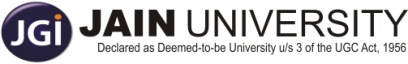 JGi JAIN UNIVERSITY
Declared as Deemed-to-be University u/s 3 of the UGC Act, 1956